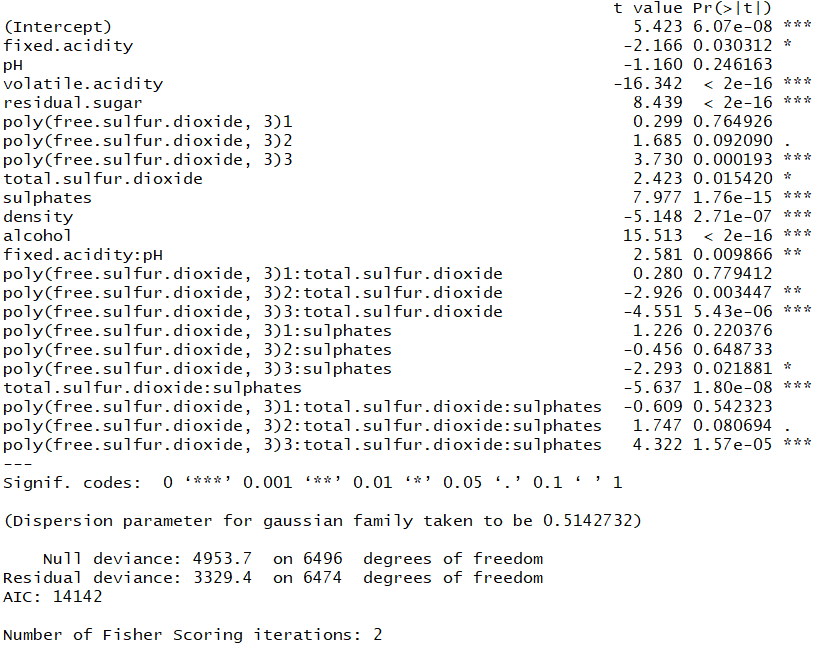 t value Pr(>|t|)
(Intercept) 5.423 6.07e-08 ***
fixed.acidity -2.166 0.030312 *
pH -1.160 0.246163
volatile.acidity -16.342 < 2e-16 ***
residual.sugar 8.439 < 2e-16 ***
poly(free.sulfur.dioxide, 3)1 0.299 0.764926
poly(free.sulfur.dioxide, 3)2 1.685 0.092090 .
poly(free.sulfur.dioxide, 3)3 3.730 0.000193 ***
total.sulfur.dioxide 2.423 0.015420 *
sulphates 7.977 1.76e-15 ***
density -5.148 2.71e-07 ***
alcohol 15.513 < 2e-16 ***
fixed.acidity:pH 2.581 0.009866 **
poly(free.sulfur.dioxide, 3)1:total.sulfur.dioxide 0.280 0.779412
poly(free.sulfur.dioxide, 3)2:total.sulfur.dioxide -2.926 0.003447 **
poly(free.sulfur.dioxide, 3)3:total.sulfur.dioxide -4.551 5.43e-06 ***
poly(free.sulfur.dioxide, 3)1:sulphates 1.226 0.220376
poly(free.sulfur.dioxide, 3)2:sulphates -0.456 0.648733
poly(free.sulfur.dioxide, 3)3:sulphates -2.293 0.021881 *
total.sulfur.dioxide:sulphates -5.637 1.80e-08 ***
poly(free.sulfur.dioxide, 3)1:total.sulfur.dioxide:sulphates -0.609 0.542323
poly(free.sulfur.dioxide, 3)2:total.sulfur.dioxide:sulphates 1.747 0.080694 .
poly(free.sulfur.dioxide, 3)3:total.sulfur.dioxide:sulphates 4.322 1.57e-05 ***
---
Signif. codes:  0 ‘***’ 0.001 ‘**’ 0.01 ‘*’ 0.05 ‘.’ 0.1 ‘ ’ 1
(Dispersion parameter for gaussian family taken to be 0.5142732)
Null deviance: 4953.7  on 6496  degrees of freedom
Residual deviance: 3329.4  on 6474  degrees of freedom
AIC: 14142
Number of Fisher Scoring iterations: 2